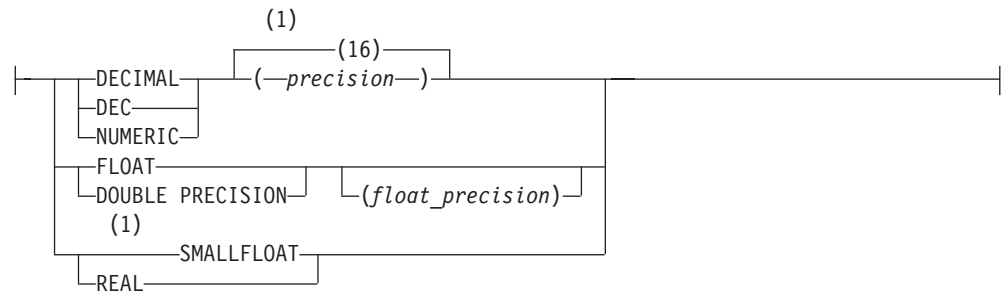 (1)
(16)
DECIMAL ( precision )
DEC
NUMERIC
FLOAT
DOUBLE PRECISION (float_precision)
(1)
SMALLFLOAT
REAL